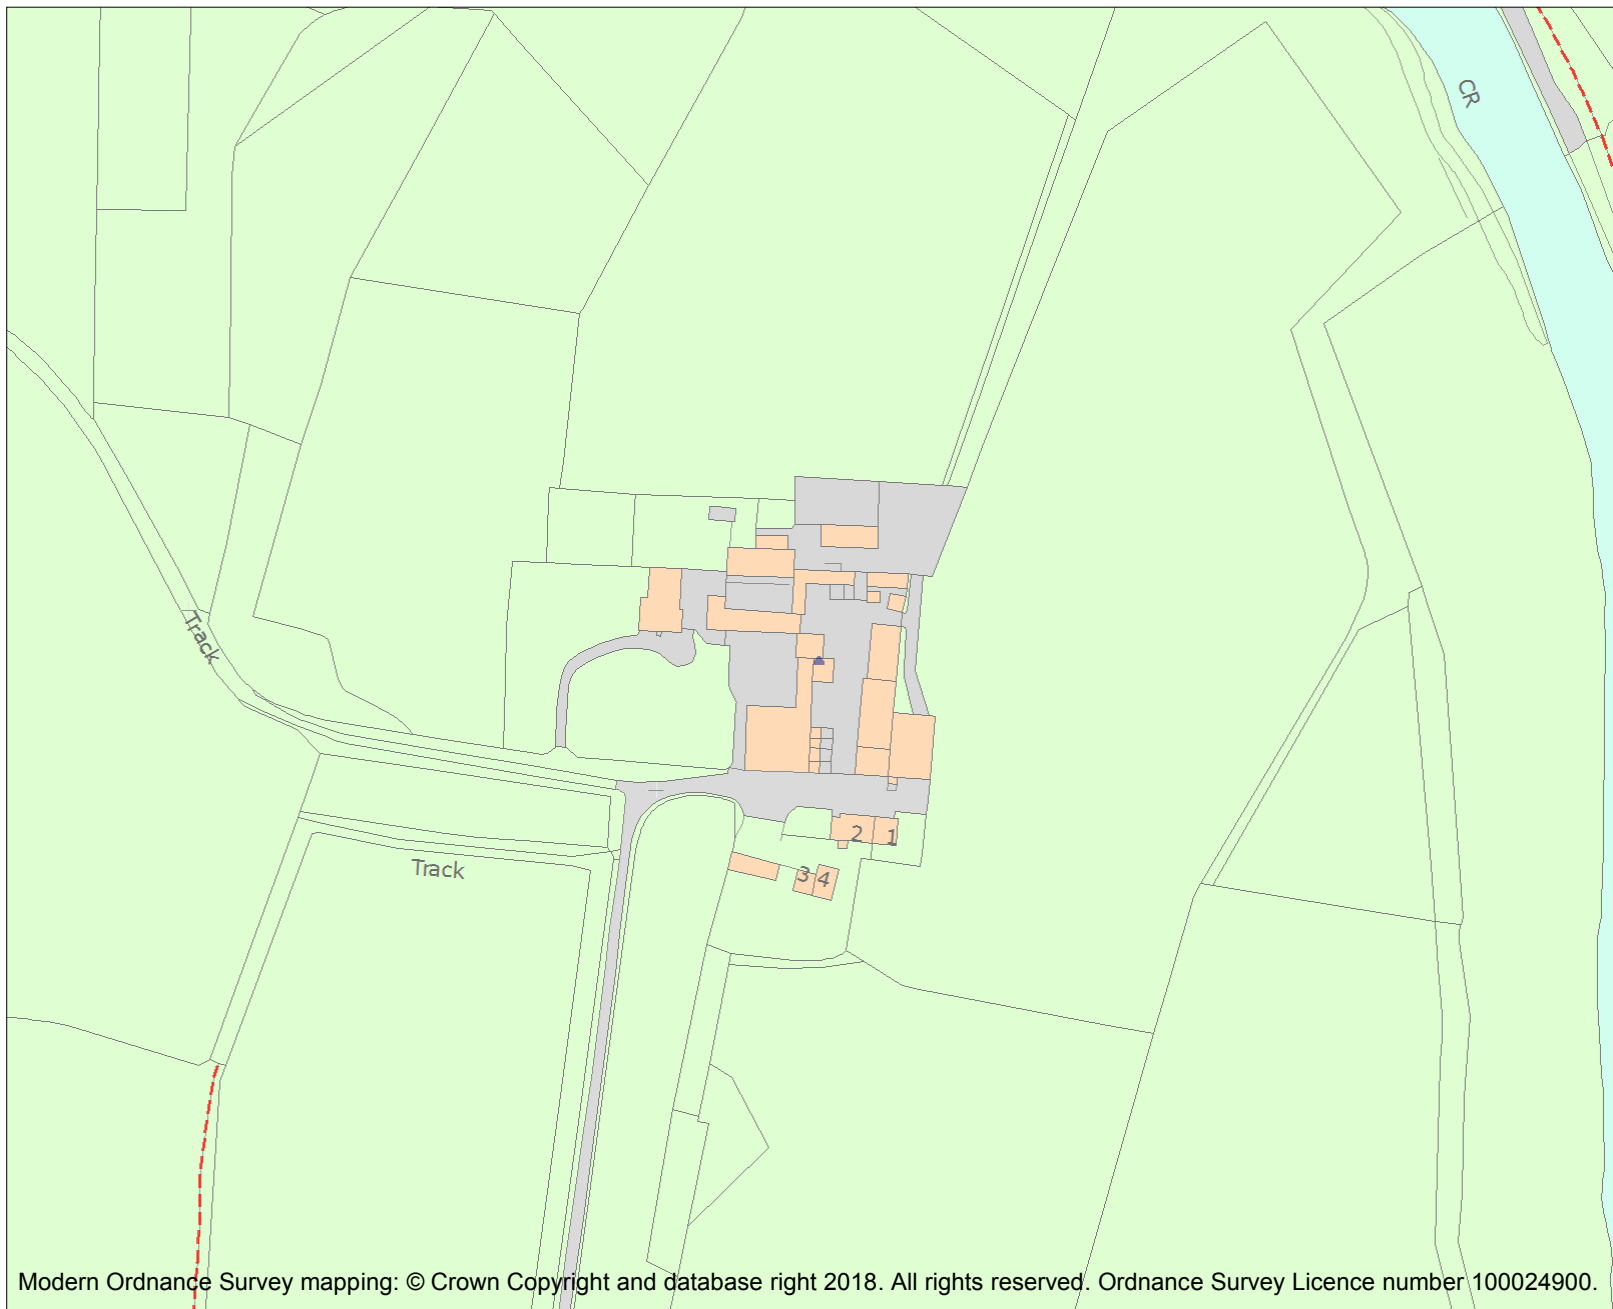 CR
Track
2 1
3 4
Track
Modern Ordnance Survey mapping: © Crown Copyright and database right 2018. All rights reserved. Ordnance Survey Licence number 100024900.